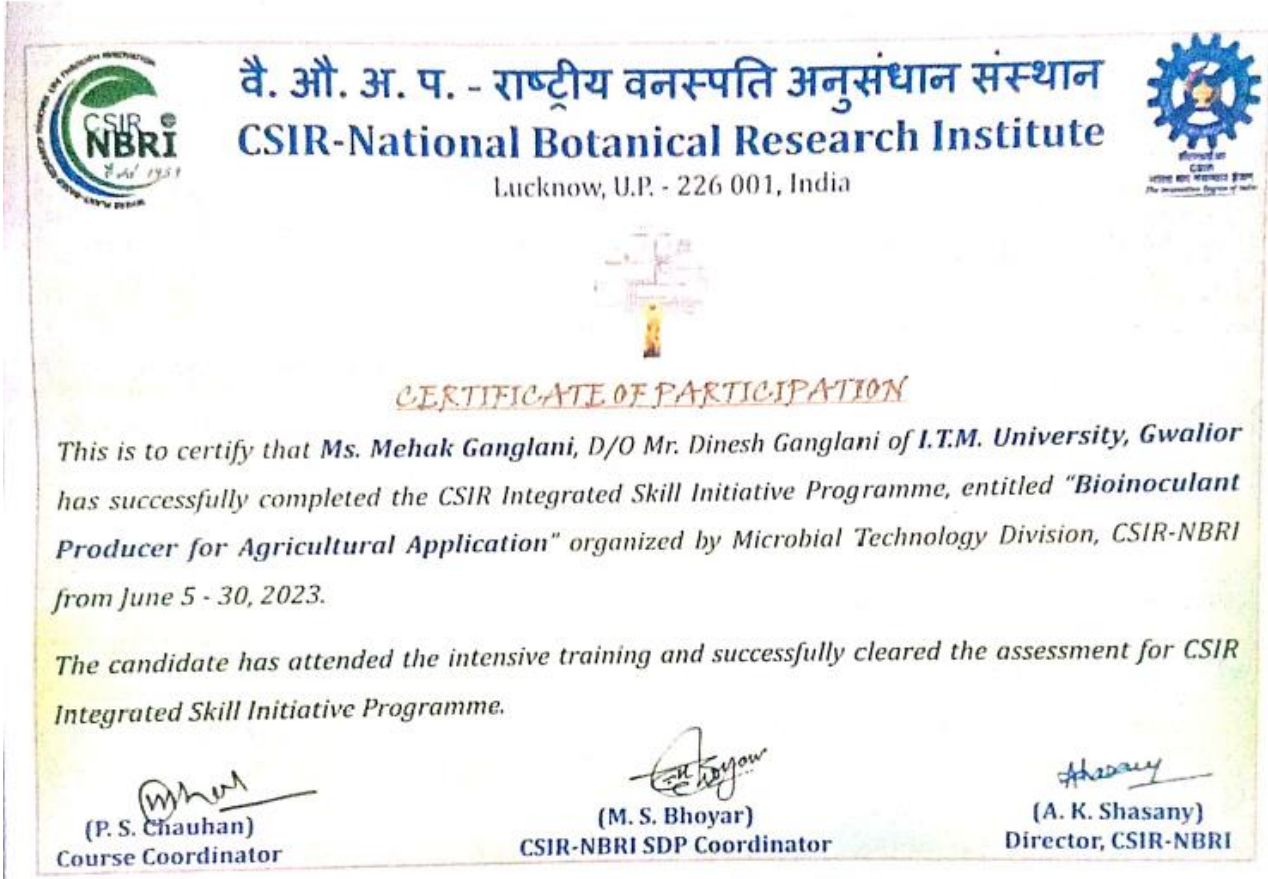 CSIR
NBRI
वै. औ. अ. प. - राष्ट्रीय वनस्पति अनुसंधान संस्थान
CSIR-National Botanical Research Institute
Lucknow, U.P. - 226 001, India
CSIR
CERTIFICATE OF PARTICIPATION
This is to certify that Ms. Mehak Ganglani, D/O Mr. Dinesh Ganglani of I.T.M. University, Gwalior
has successfully completed the CSIR Integrated Skill Initiative Programme, entitled "Bioinoculant
Producer for Agricultural Application" organized by Microbial Technology Division, CSIR-NBRI
from June 5 - 30, 2023.
The candidate has attended the intensive training and successfully cleared the assessment for CSIR
Integrated Skill Initiative Programme.
(P. S. Chauhan)
Course Coordinator
(M. S. Bhoyar)
CSIR-NBRI SDP Coordinator
(A. K. Shasany)
Director, CSIR-NBRI